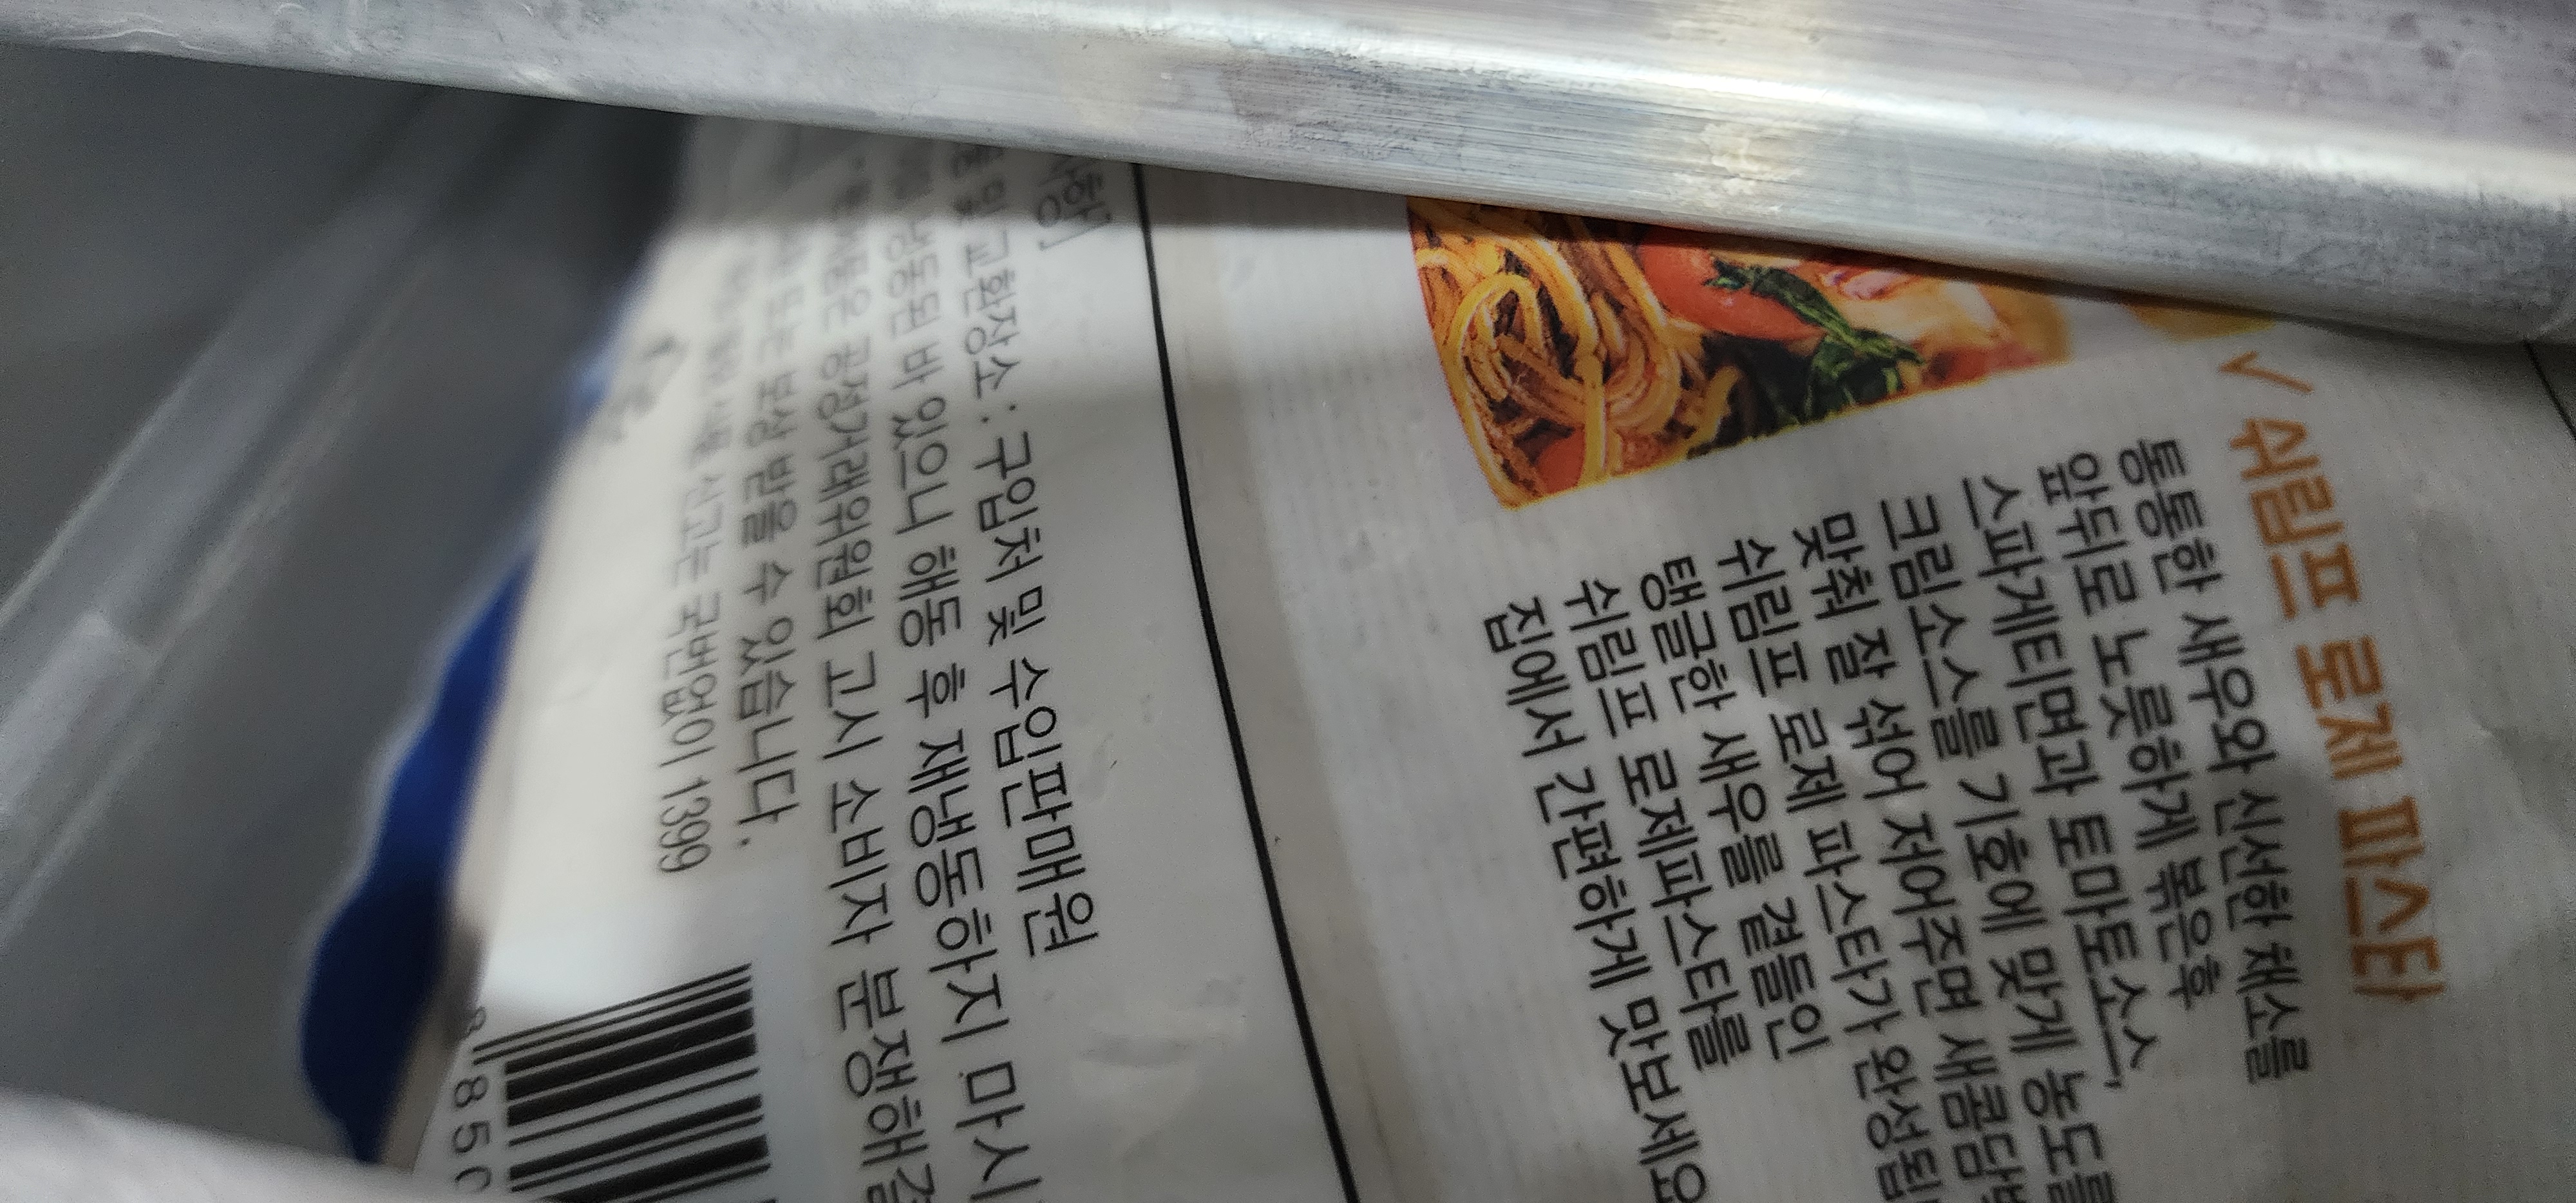 ✓ 쉬림프 로제 파스타
통통한 새우와 신선한 채소를
앞뒤로 노릇하게 볶은후
스파게티면과 토마토소스,
크림소스를 기호에 맞게 농도를
맞춰 잘 섞어 저어주면 새콤담백
쉬림프 로제 파스타가 완성됩
탱글한 새우를 곁들인
쉬림프 로제파스타를
집에서 간편하게 맛보세요
사항]
및 교환장소 : 구입처 및 수입판매원
냉동된 바 있으니 해동 후 재냉동하지 마시
공정거래위원회 고시 소비자 분쟁해결
또는 보상 받을 수 있습니다.
신고는 국번없이 1399
8 850